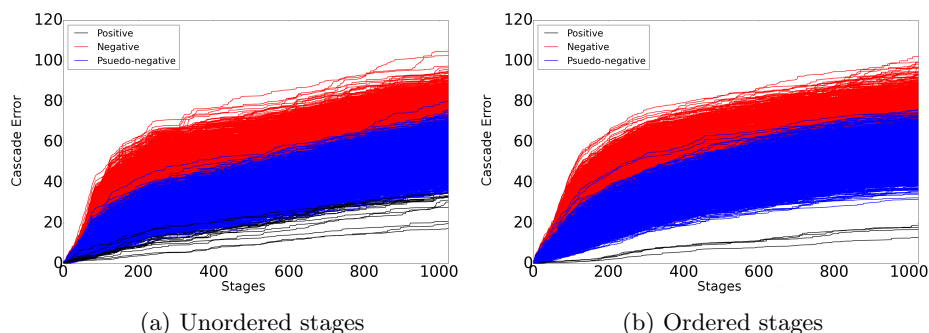 120
100
80
60
40
20
0
Cascade Error
Positive
Negative
Psuedo-negative
0 200 400 600 800 1000
Stages
(a) Unordered stages
120
100
80
60
40
20
0
Cascade Error
Positive
Negative
Psuedo-negative
0 200 400 600 800 1000
Stages
(b) Ordered stages